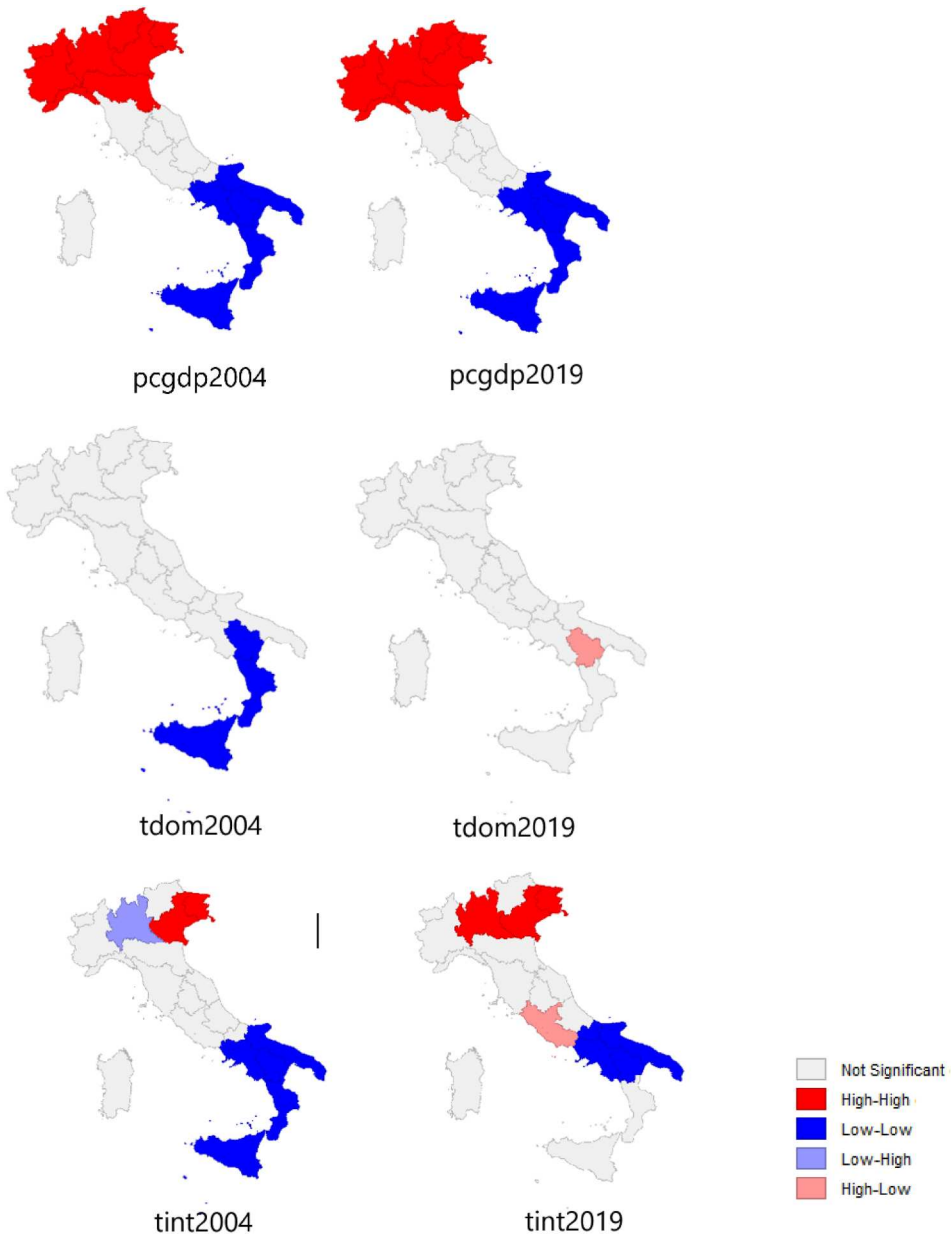 pcgdp2004
pcgdp2019
tdom2004
tdom2019
tint2004
tint2019
Not Significant
High-High
Low-Low
Low-High
High-Low